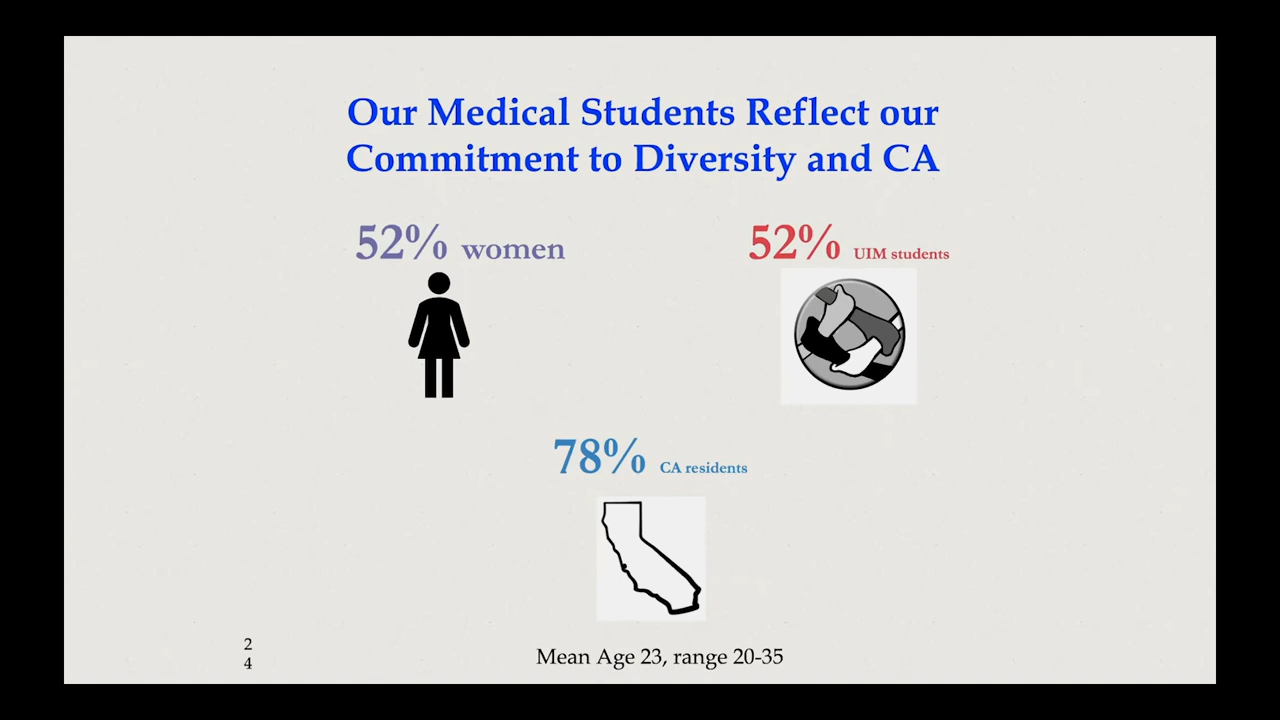 Our Medical Students Reflect our
Commitment to Diversity and CA
52% women
52% UIM students
78% CA residents
Mean Age 23, range 20-35
2
4